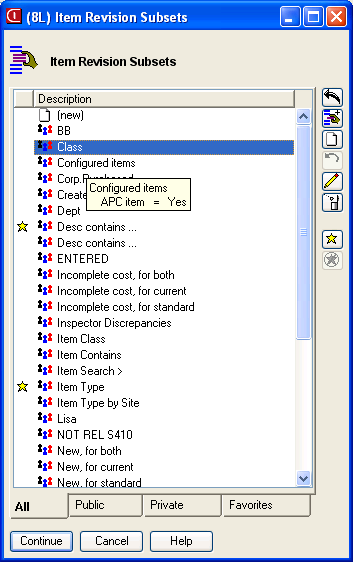 (8L) Item Revision Subsets
Item Revision Subsets
Description
(new)
BB
Class
Configured items
Corp.Purchased
Create
Dept
Configured items
APC item = Yes
Desc contains ...
Desc contains ...
ENTERED
Incomplete cost, for both
Incomplete cost, for current
Incomplete cost, for standard
Inspector Discrepancies
Item Class
Item Contains
Item Search >
Item Type
Item Type by Site
Lisa
NOT REL S410
New, for both
New, for current
New, for standard
All
Public
Private
Favorites
Continue
Cancel
Help